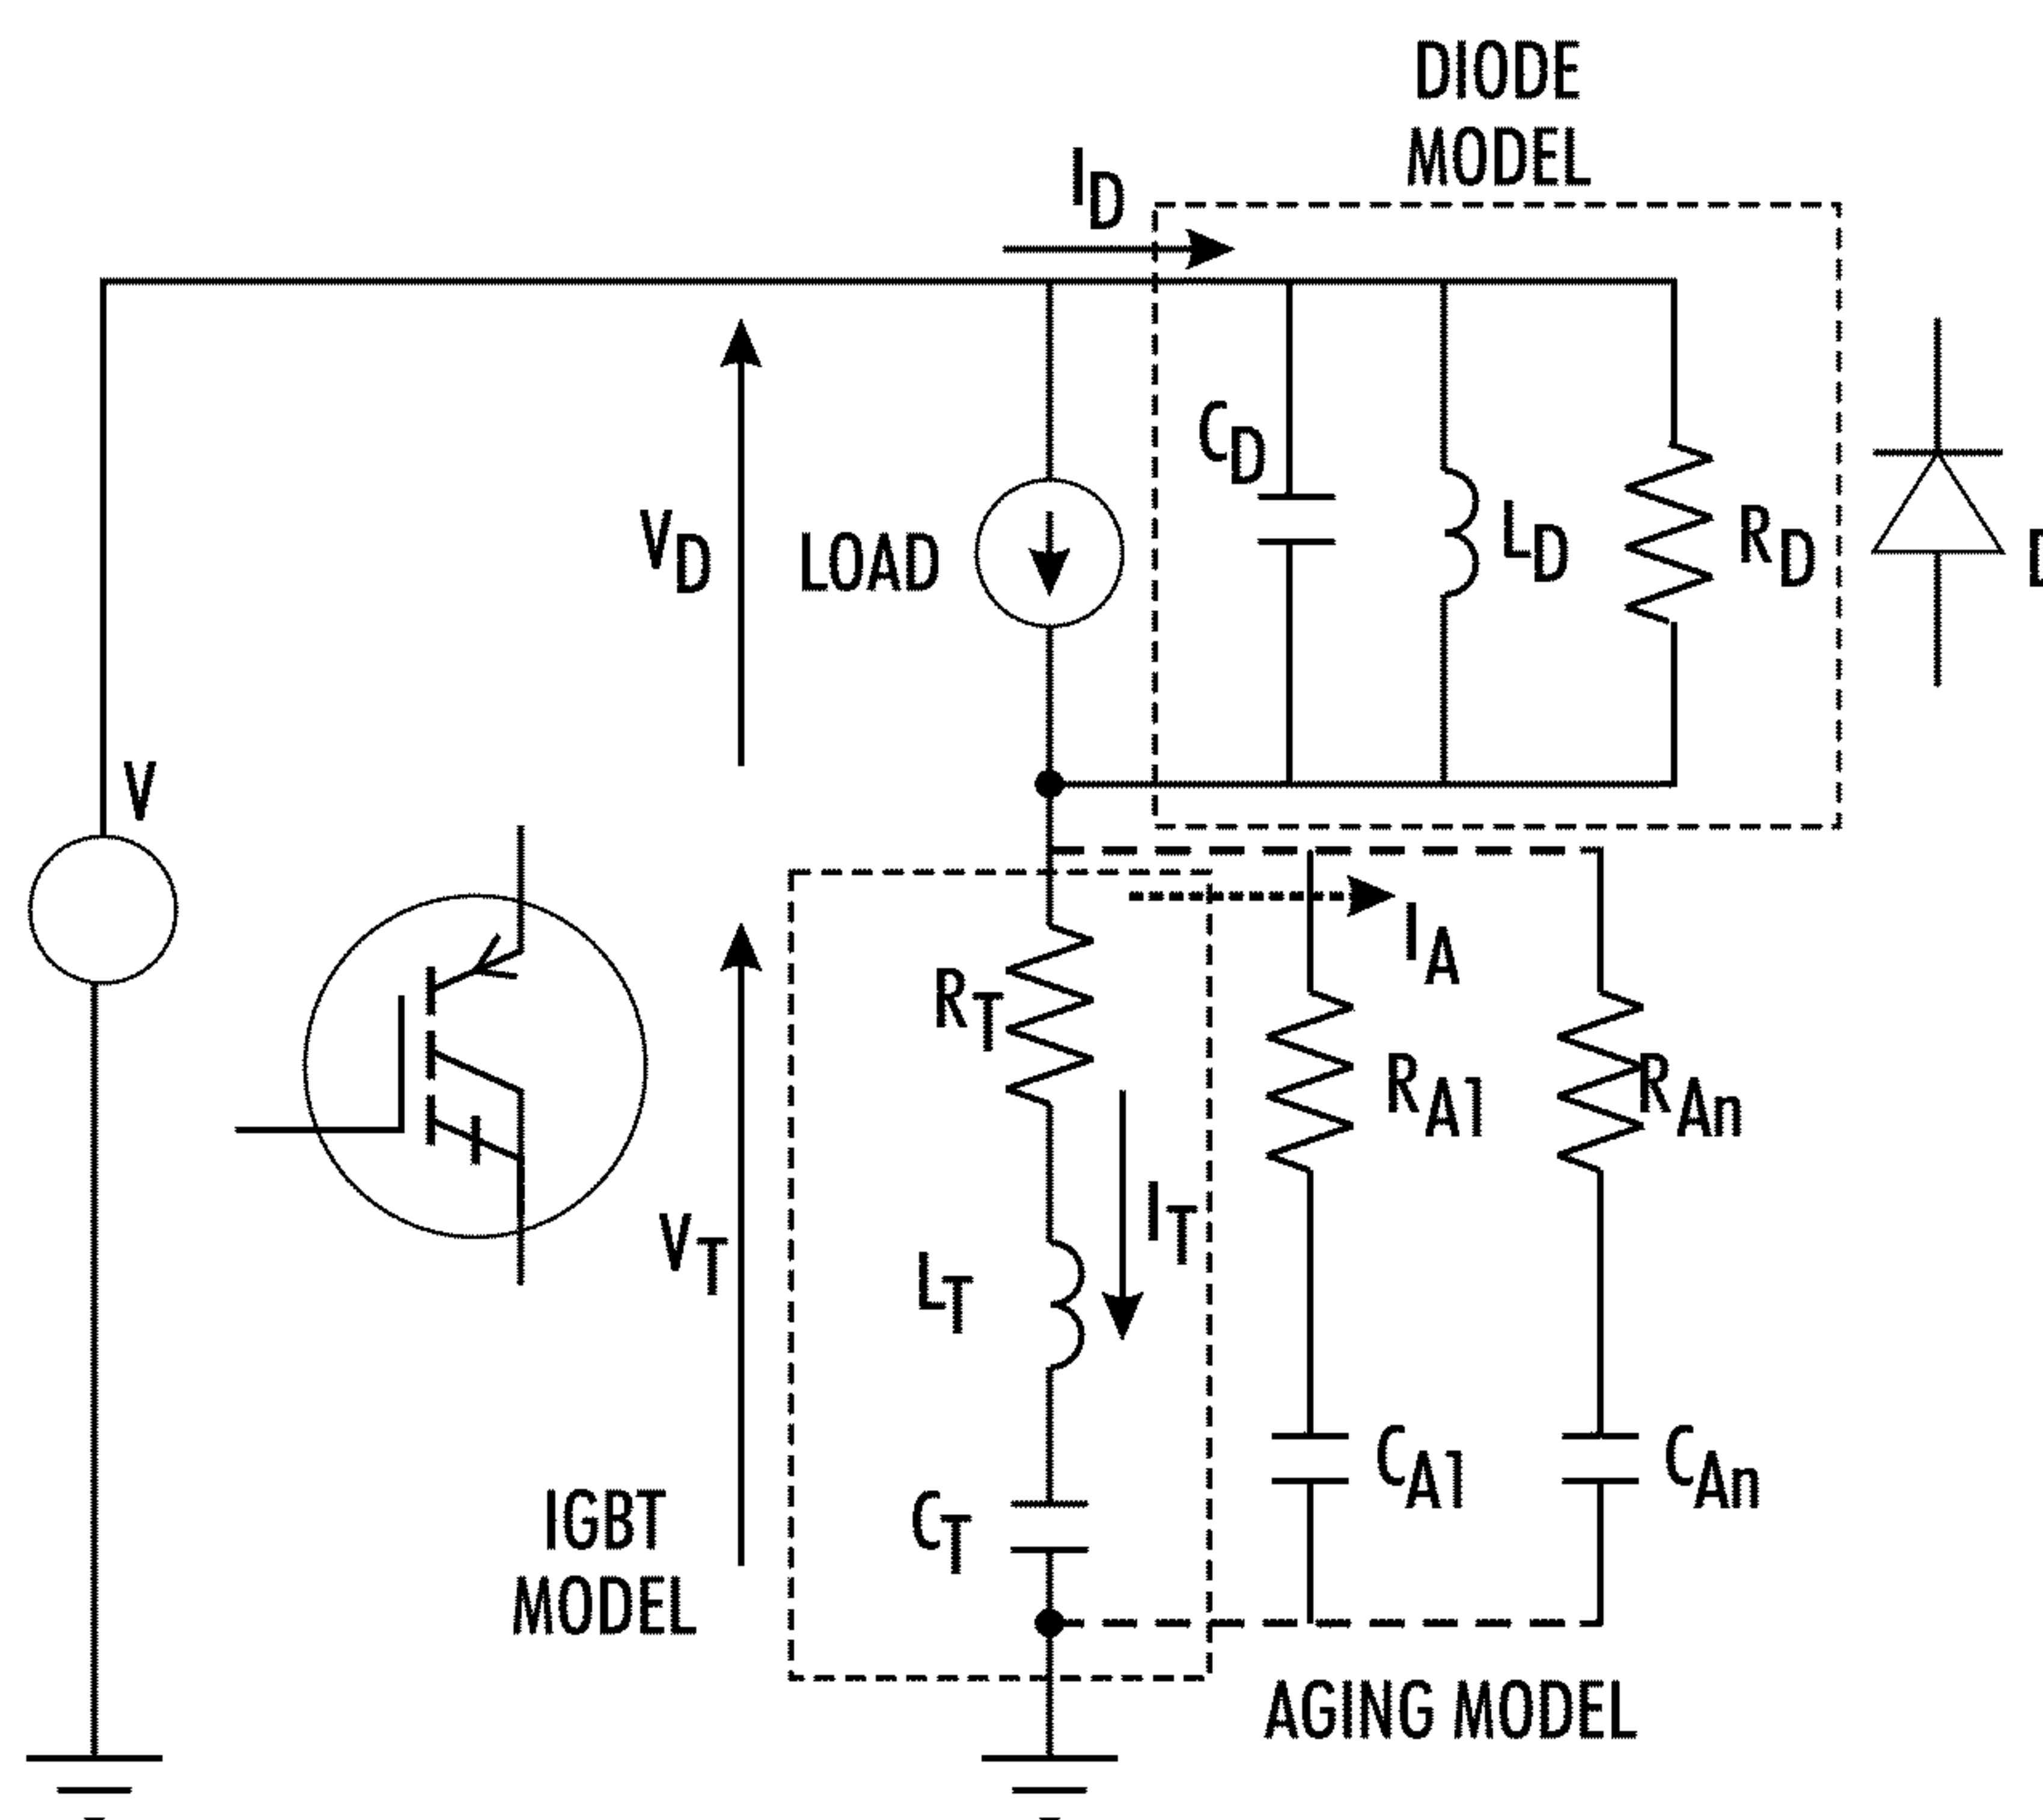 DIODE
MODEL
ID
CD
VD
LOAD
LD
RD
V
IA
RT
RA1
RAn
IT
VT
LT
CA1
CAn
IGBT
MODEL
CT
AGING MODEL